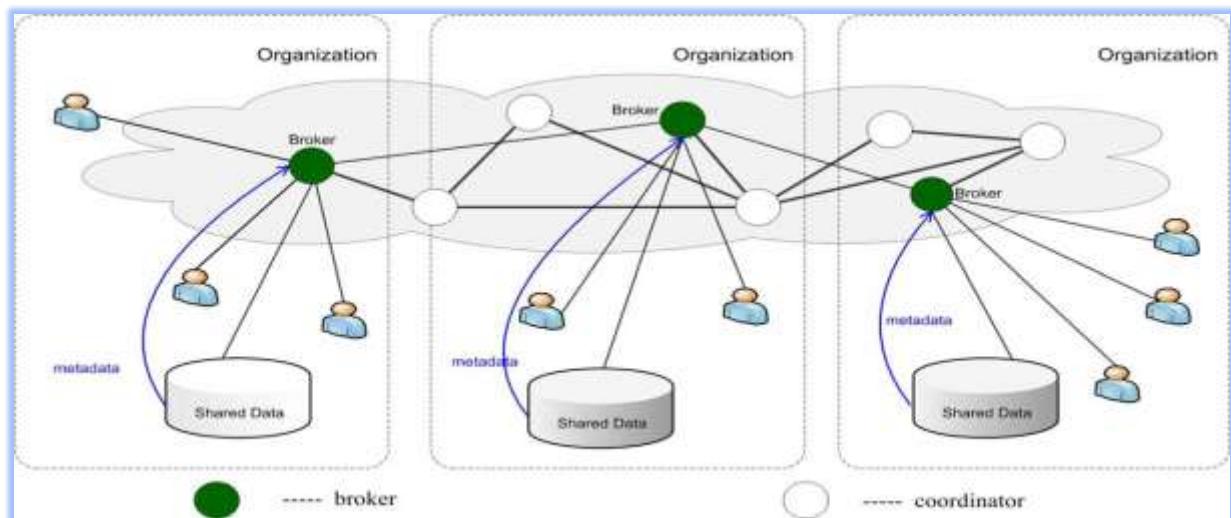 Organization
Organization
Organization
Broker
Broker
Broker
metadata
metadata
metadata
Shared Data
Shared Data
Shared Data
----- broker
----- coordinator